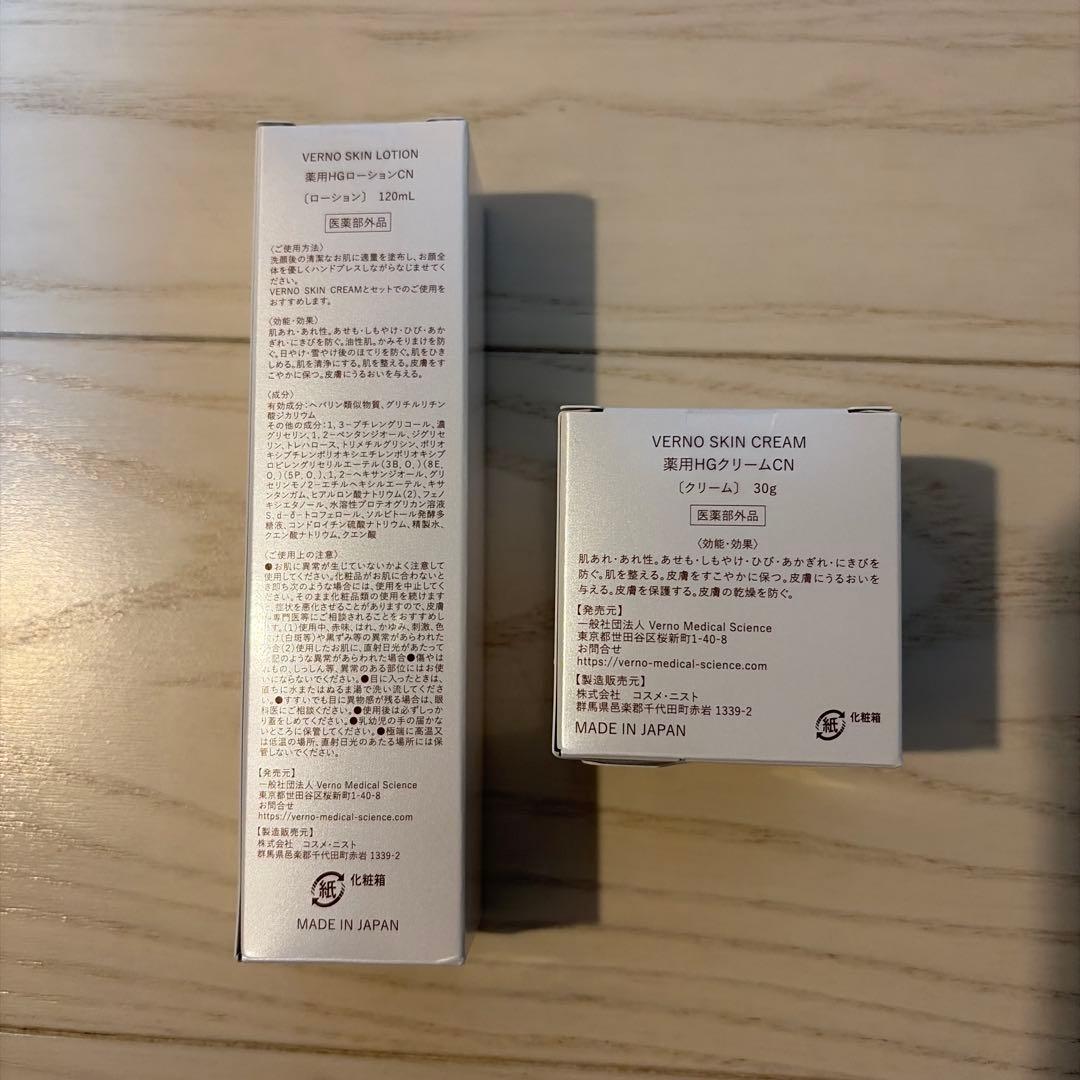 VERNO SKIN LOTION
薬用HGローションCN
〔ローション〕 120mL
医薬部外品
〈ご使用方法〉
洗顔後の清潔なお肌に適量を塗布し、お顔全
体を優しくハンドプレスしながらなじませてく
ださい。
VERNO SKIN CREAMとセットでのご使用を
おすすめします。
〈効能・効果〉
肌あれ・あれ性。あせも・しもやけ・ひび・あか
ぎれ・にきびを防ぐ。油性肌。かみそりまけを防
ぐ。日やけ・雪やけ後のほてりを防ぐ。肌をひき
しめる。肌を清浄にする。肌を整える。皮膚をす
こやかに保つ。皮膚にうるおいを与える。
〈成分〉
有効成分:ヘパリン類似物質、グリチルリチン
酸ジカリウム
その他の成分:1,3-ブチレングリコール、濃
グリセリン、1,2-ペンタンジオール、ジグリセ
リン、トレハロース、トリメチルグリシン、ポリオ
キシブチレンポリオキシエチレンポリオキシプ
ロピレングリセリルエーテル(3B.O.)(8E.
O.)(5P.O.)、1,2-ヘキサンジオール、グリ
セリンモノ2-エチルヘキシルエーテル、キサ
ンタンガム、ヒアルロン酸ナトリウム(2)、フェノ
キシエタノール、水溶性プロテオグリカン溶液
S、d-δ-トコフェロール、ソルビトール発酵多
糖液、コンドロイチン硫酸ナトリウム、精製水、
クエン酸ナトリウム、クエン酸
〈ご使用上の注意〉
●お肌に異常が生じていないかよく注意して
使用してください。化粧品がお肌に合わないと
き即ち次のような場合には、使用を中止してく
ださい。そのまま化粧品類の使用を続けます
と、症状を悪化させることがありますので、皮膚
専門医等にご相談されることをおすすめしま
す。(1)使用中、赤味、はれ、かゆみ、刺激、色
抜け(白斑等)や黒ずみ等の異常があらわれた
場合(2)使用したお肌に、直射日光があたって
上記のような異常があらわれた場合●傷やは
れもの、しっしん等、異常のある部位にはお使
いにならないでください。●目に入ったときは、
直ちに水またはぬるま湯で洗い流してくださ
い。●すすいでも目に異物感が残る場合は、眼
科医にご相談ください。●使用後は必ずしっか
り蓋をしめてください。●乳幼児の手の届かな
いところに保管してください。●極端に高温又
は低温の場所、直射日光のあたる場所には保
管しないでください。
【発売元】
一般社団法人 Verno Medical Science
東京都世田谷区桜新町1-40-8
お問合せ
https://verno-medical-science.com
【製造販売元】
株式会社 コスメ・ニスト
群馬県邑楽郡千代田町赤岩 1339-2
紙 化粧箱
MADE IN JAPAN
VERNO SKIN CREAM
薬用HGクリームCN
〔クリーム〕 30g
医薬部外品
〈効能・効果〉
肌あれ・あれ性。あせも・しもやけ・ひび・あかぎれ・にきびを
防ぐ。肌を整える。皮膚をすこやかに保つ。皮膚にうるおいを
与える。皮膚を保護する。皮膚の乾燥を防ぐ。
【発売元】
一般社団法人 Verno Medical Science
東京都世田谷区桜新町1-40-8
お問合せ
https://verno-medical-science.com
【製造販売元】
株式会社 コスメ・ニスト
群馬県邑楽郡千代田町赤岩 1339-2
紙 化粧箱
MADE IN JAPAN